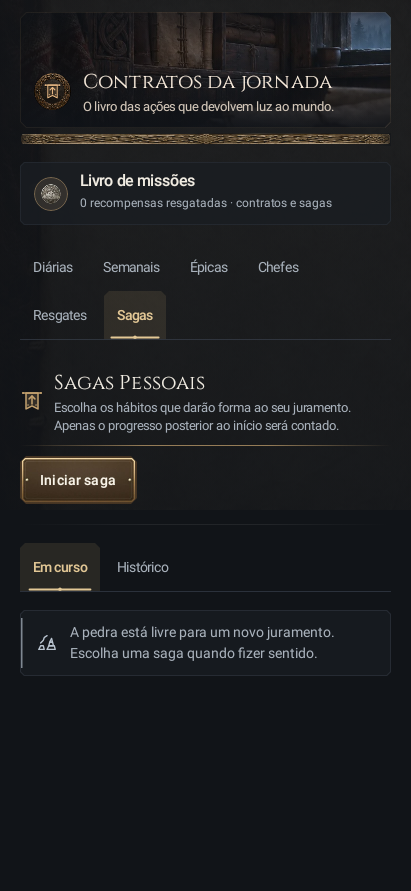 Contratos da jornada
O livro das ações que devolvem luz ao mundo.
Livro de missões
0 recompensas resgatadas · contratos e sagas
Diárias Semanais Épicas Chefes
Resgates Sagas
Sagas Pessoais
Escolha os hábitos que darão forma ao seu juramento.
Apenas o progresso posterior ao início será contado.
Iniciar saga
Em curso Histórico
A pedra está livre para um novo juramento.
Escolha uma saga quando fizer sentido.